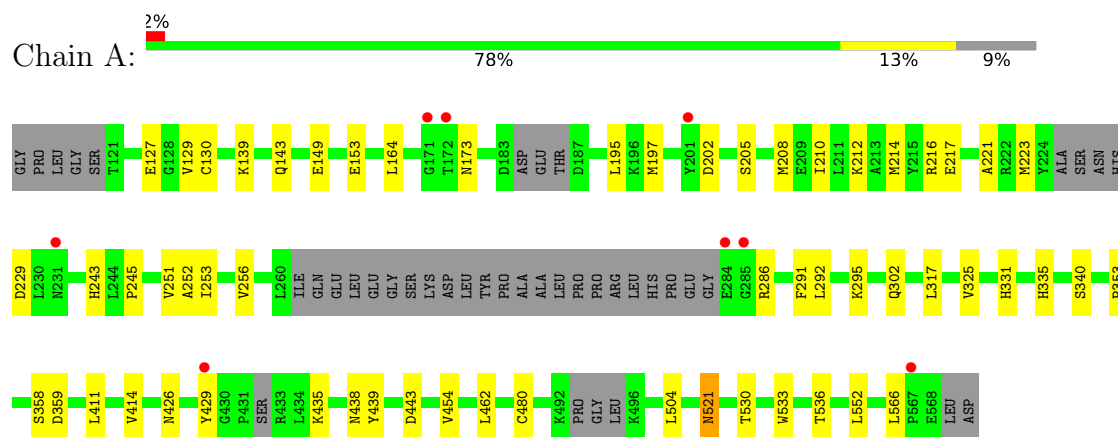 2%
Chain A:
78% 13% 9%
GLY PRO LEU GLY SER T121 E127 G128 V129 C130 K139 Q143 E149 E153 L164 G171 T172 N173 D183 ASP GLU THR D187 L195 K196 M197 Y201 D202 S205 M208 E209 I210 L211 K212 A213 M214 Y215 R216 E217 A221 R222 M223 Y224 ALA SER ASN HIS
D229 L230 N231 H243 L244 P245 V251 A252 I253 V256 L260 ILE GLN GLU LEU GLU GLY SER LYS ASP LEU TYR PRO ALA ALA LEU PRO PRO ARG LEU HIS PRO GLU GLY E284 G285 R286 F291 L292 K295 Q302 L317 V325 H331 H335 S340
S358 D359 L411 V414 N426 Y429 G430 P431 SER R433 L434 K435 N438 Y439 D443 V454 L462 C480 K492 PRO GLY LEU K496 L504 N521 T530 W533 T536 L552 L566 P567 E568 LEU ASP